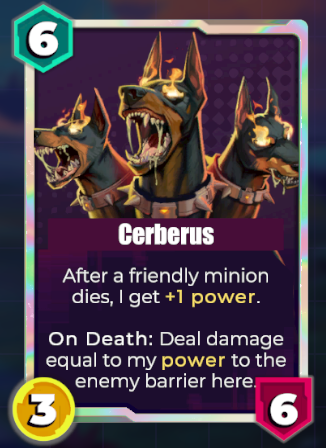 6
Cerberus
After a friendly minion
dies, I get +1 power.
On Death: Deal damage
equal to my power to the
enemy barrier here.
3
6